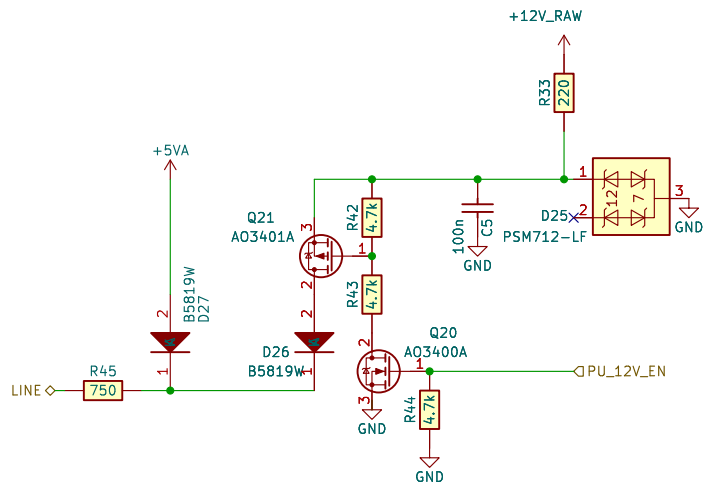 +12V_RAW
R33
220
+5VA
1
12
7
3
D25
2
GND
PSM712-LF
R42
4.7k
100n
C5
GND
Q21
AO3401A
3
1
2
R43
4.7k
B5819W
D27
2
A
1
2
A
D26
B5819W
1
Q20
AO3400A
2
1
3
GND
PU_12V_EN
R45
750
LINE
R44
4.7k
GND